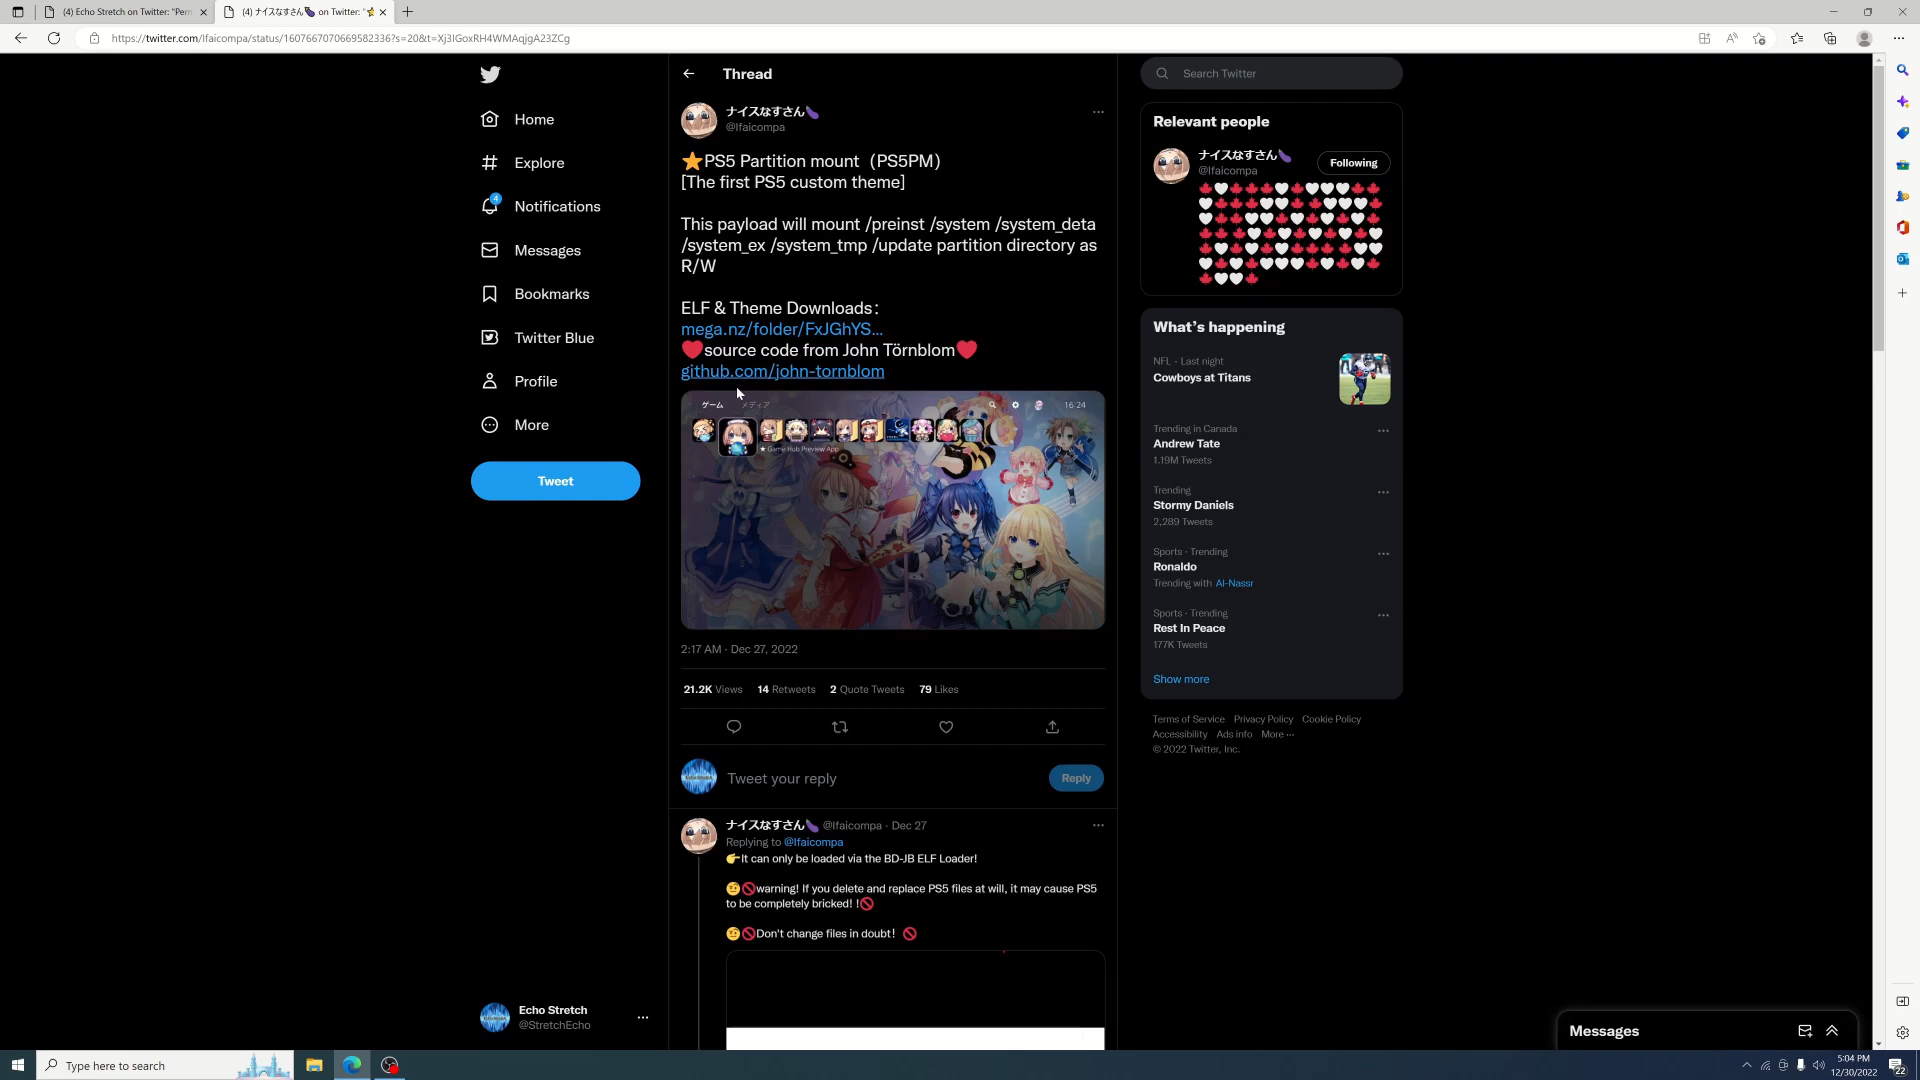 (4) Echo Stretch on Twitter: "Perm
(4) ナイスなすさん🍆 on Twitter: "⭐
https://twitter.com/lfaicompa/status/1607667070669582336?s=20&t=Xj3IGoxRH4WMAqjgA23ZCg
Home
Explore
4
Notifications
Messages
Bookmarks
Twitter Blue
Profile
More
Tweet
Echo Stretch
@StretchEcho
Thread
ナイスなすさん🍆
@lfaicompa
⭐PS5 Partition mount（PS5PM）
[The first PS5 custom theme]
This payload will mount /preinst /system /system_deta
/system_ex /system_tmp /update partition directory as
R/W
ELF & Theme Downloads：
mega.nz/folder/FxJGhYS…
❤source code from John Törnblom❤
github.com/john-tornblom
ゲーム メディア 16:24
★ Game Hub Preview App
2:17 AM · Dec 27, 2022
21.2K Views 14 Retweets 2 Quote Tweets 79 Likes
Tweet your reply
Reply
ナイスなすさん🍆 @lfaicompa · Dec 27
Replying to @lfaicompa
👉It can only be loaded via the BD-JB ELF Loader!
🤨🚫warning! If you delete and replace PS5 files at will, it may cause PS5
to be completely bricked! !🚫
🤨🚫Don't change files in doubt！ 🚫
Search Twitter
Relevant people
ナイスなすさん🍆
@lfaicompa
Following
What's happening
NFL · Last night
Cowboys at Titans
Trending in Canada
Andrew Tate
1.19M Tweets
Trending
Stormy Daniels
2,289 Tweets
Sports · Trending
Ronaldo
Trending with Al-Nassr
Sports · Trending
Rest In Peace
177K Tweets
Show more
Terms of Service Privacy Policy Cookie Policy
Accessibility Ads info More ···
© 2022 Twitter, Inc.
Messages
Type here to search
5:04 PM
12/30/2022
22